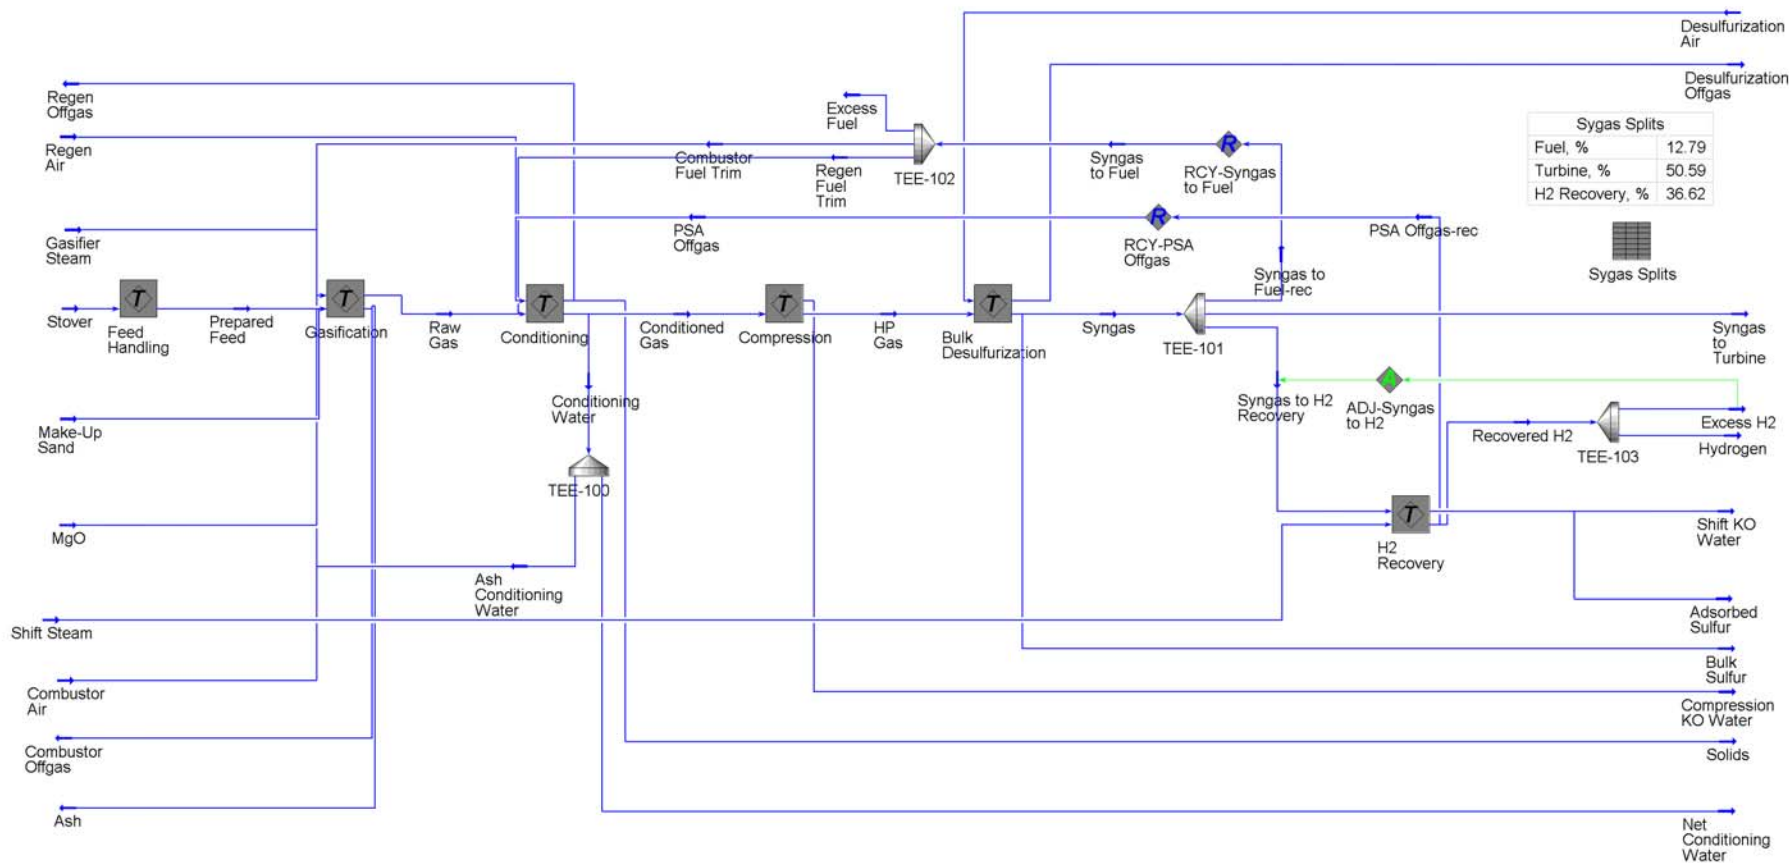 Desulfurization
Air
Regen
Offgas
Excess
Fuel
Desulfurization
Offgas
Regen
Air
Combustor
Fuel Trim
Regen
Fuel
Trim
TEE-102
Syngas
to Fuel
R
RCY-Syngas
to Fuel
Sygas Splits
Fuel, % 12.79
Turbine, % 50.59
H2 Recovery, % 36.62
Gasifier
Steam
PSA
Offgas
R
RCY-PSA
Offgas
PSA Offgas-rec
Sygas Splits
Syngas to
Fuel-rec
Stover
T
Feed
Handling
Prepared
Feed
T
Gasification
Raw
Gas
T
Conditioning
Conditioned
Gas
T
Compression
HP
Gas
T
Bulk
Desulfurization
Syngas
TEE-101
Syngas
to
Turbine
Conditioning
Water
Syngas to H2
Recovery
A
ADJ-Syngas
to H2
Make-Up
Sand
Recovered H2
TEE-103
Excess H2
Hydrogen
TEE-100
MgO
T
H2
Recovery
Shift KO
Water
Ash
Conditioning
Water
Shift Steam
Adsorbed
Sulfur
Bulk
Sulfur
Combustor
Air
Compression
KO Water
Combustor
Offgas
Solids
Ash
Net
Conditioning
Water